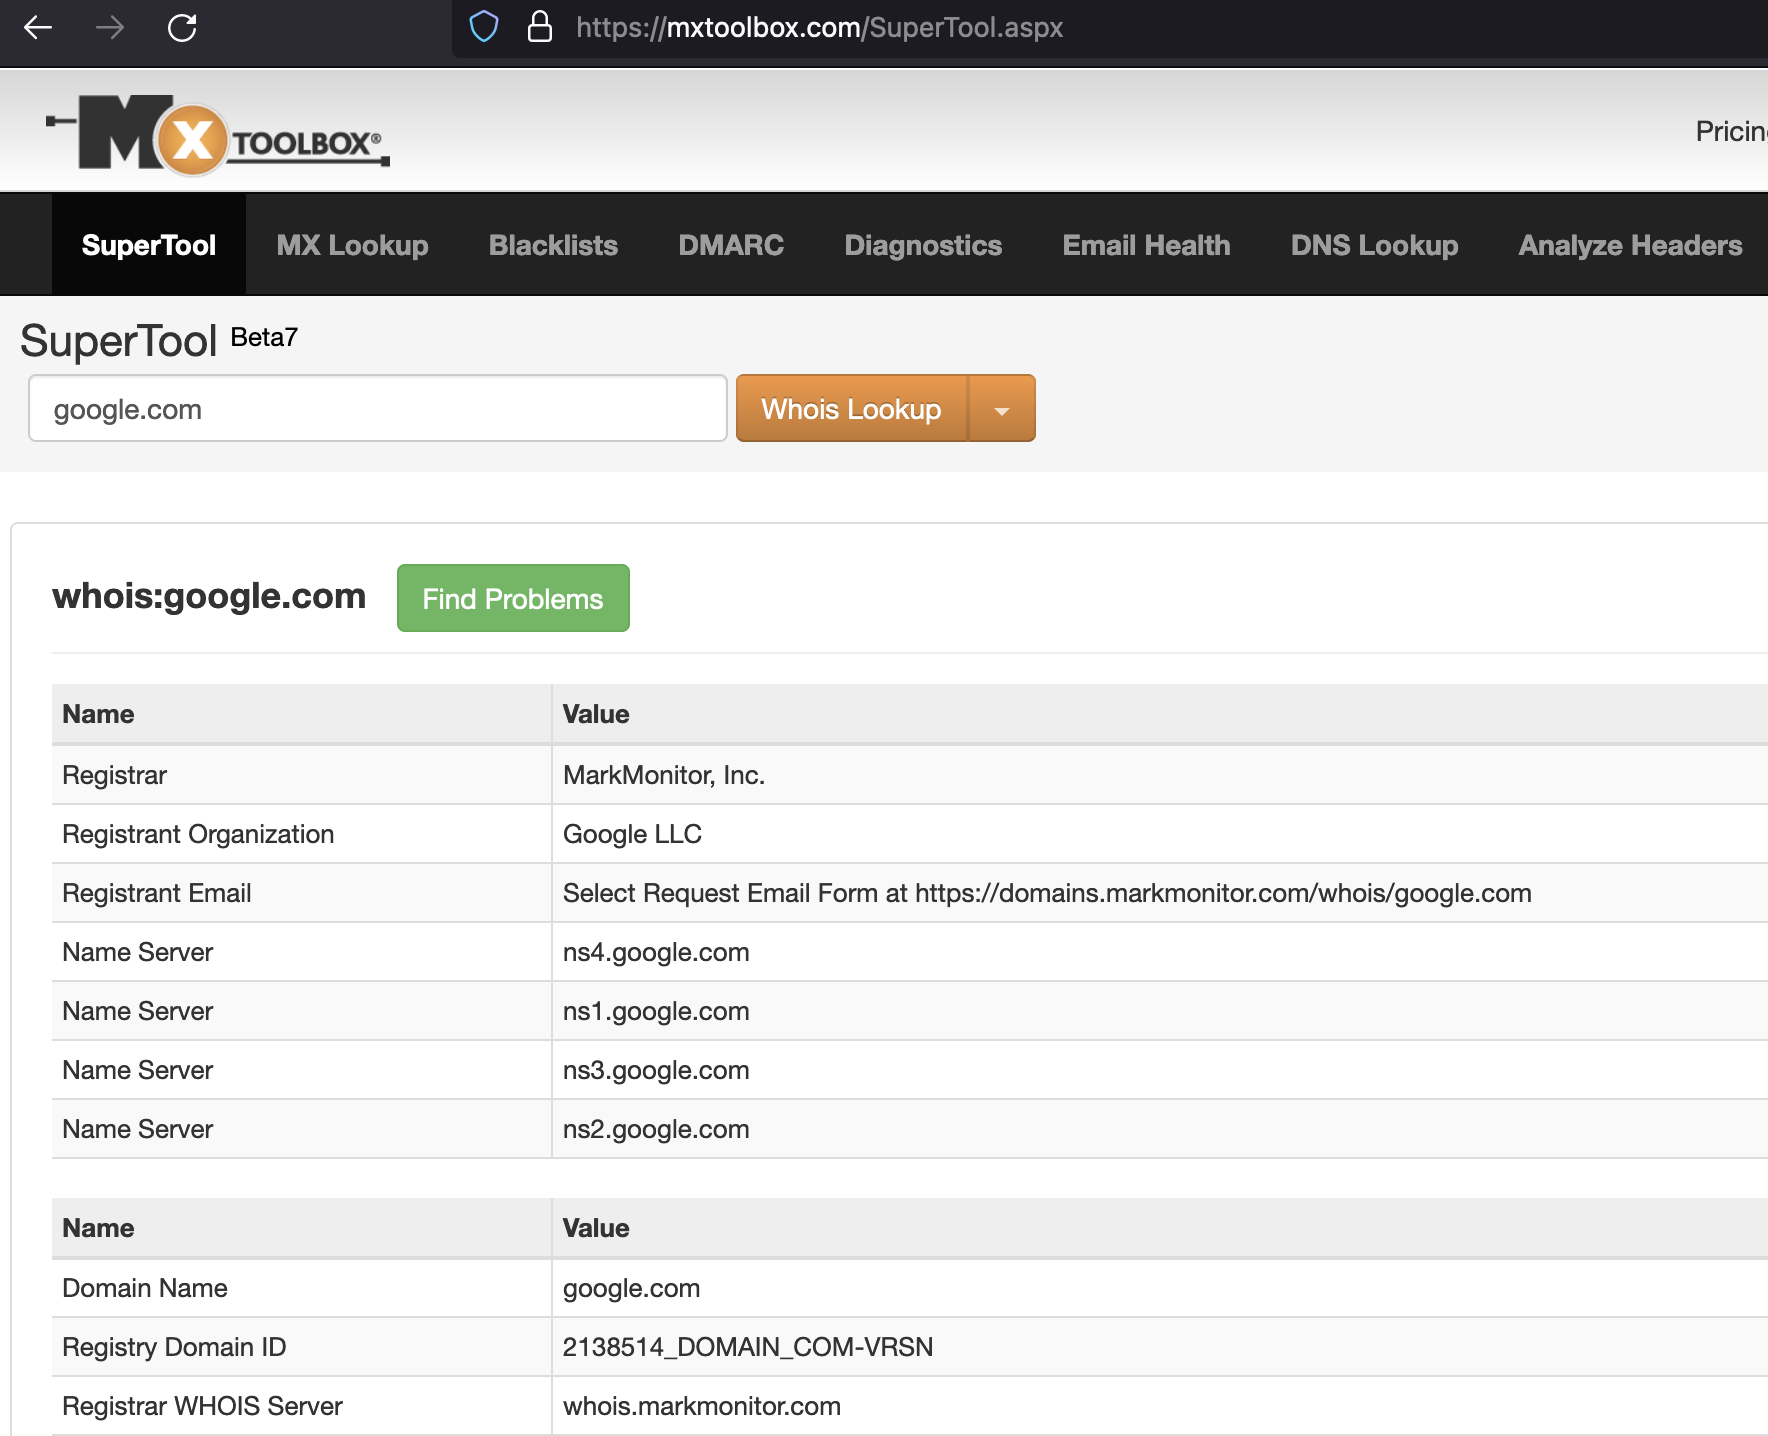 https://mxtoolbox.com/SuperTool.aspx
MX TOOLBOX®
Pricing
SuperTool MX Lookup Blacklists DMARC Diagnostics Email Health DNS Lookup Analyze Headers
SuperTool Beta7
google.com Whois Lookup
whois:google.com Find Problems
Name Value
Registrar MarkMonitor, Inc.
Registrant Organization Google LLC
Registrant Email Select Request Email Form at https://domains.markmonitor.com/whois/google.com
Name Server ns4.google.com
Name Server ns1.google.com
Name Server ns3.google.com
Name Server ns2.google.com
Name Value
Domain Name google.com
Registry Domain ID 2138514_DOMAIN_COM-VRSN
Registrar WHOIS Server whois.markmonitor.com